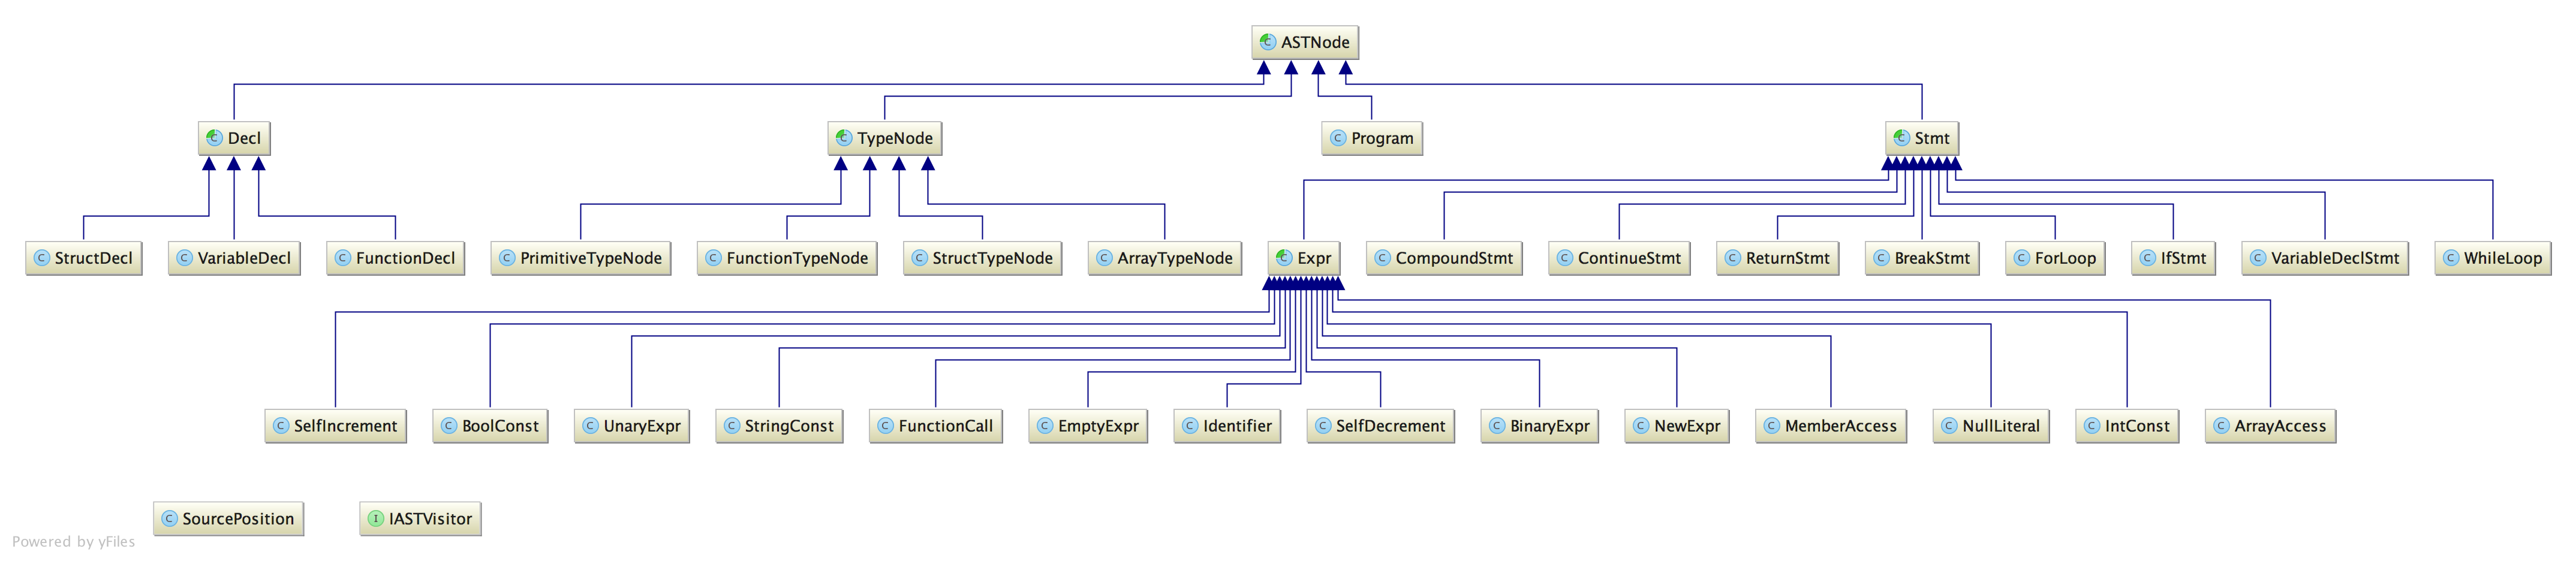 ASTNode
Decl TypeNode Program Stmt
StructDecl VariableDecl FunctionDecl PrimitiveTypeNode FunctionTypeNode StructTypeNode ArrayTypeNode Expr CompoundStmt ContinueStmt ReturnStmt BreakStmt ForLoop IfStmt VariableDeclStmt WhileLoop
SelfIncrement BoolConst UnaryExpr StringConst FunctionCall EmptyExpr Identifier SelfDecrement BinaryExpr NewExpr MemberAccess NullLiteral IntConst ArrayAccess
SourcePosition IASTVisitor
Powered by yFiles